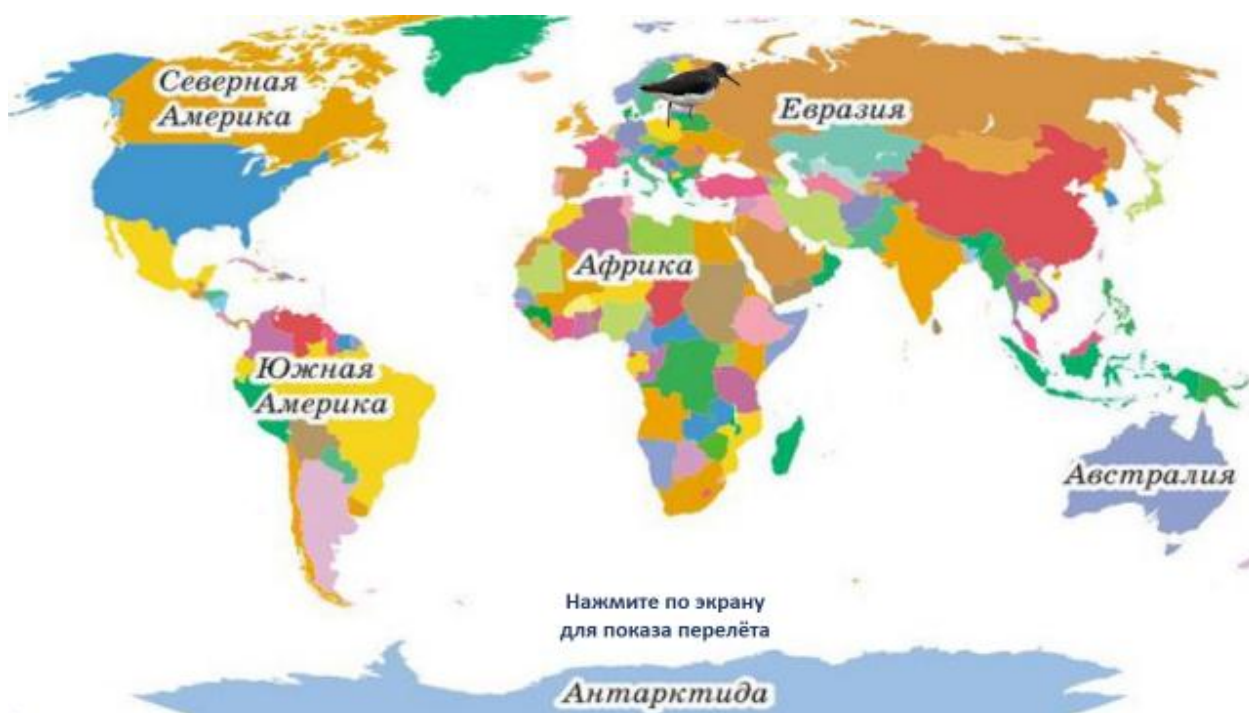 Северная
Америка
Евразия
Африка
Южная
Америка
Австралия
Нажмите по экрану
для показа перелёта
Антарктида